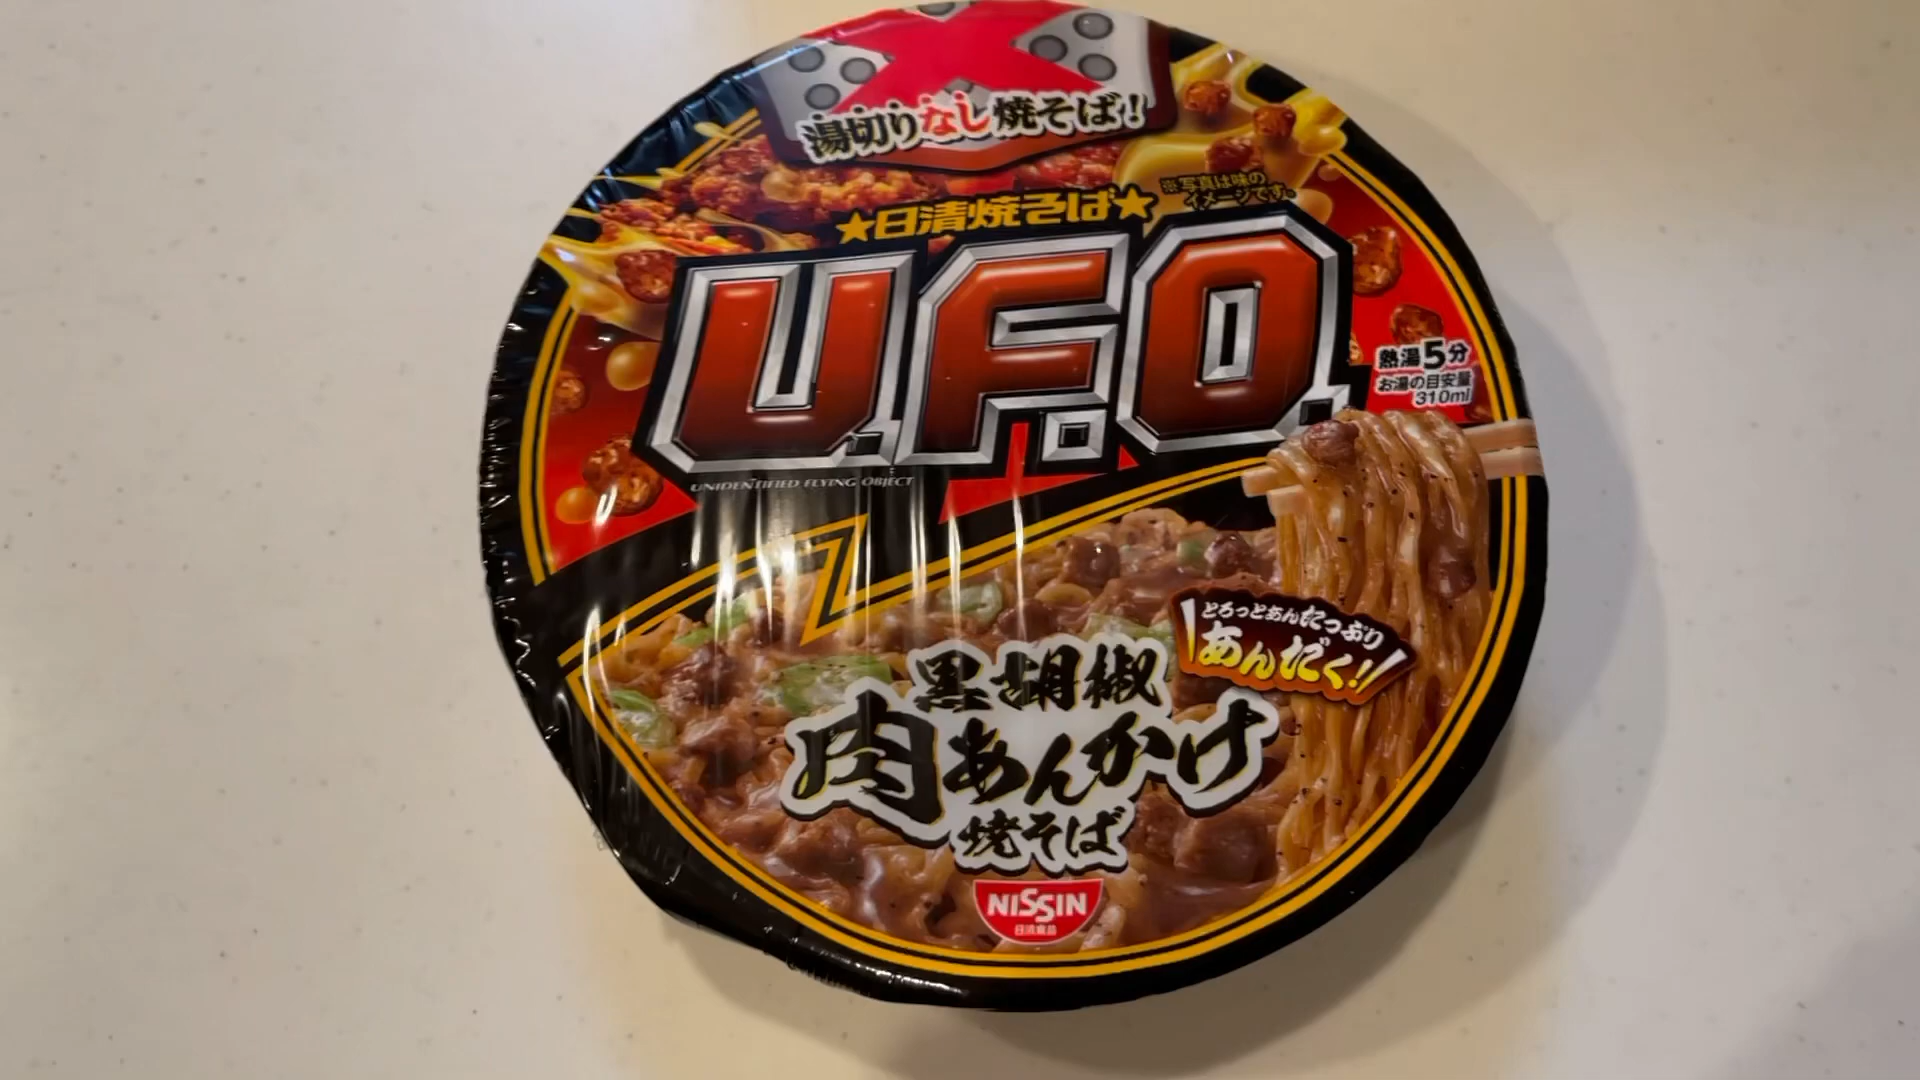 湯切りなし焼そば!
★日清焼そば★
※写真は味の
イメージです。
U.F.O.
熱湯5分
お湯の目安量
310ml
UNIDENTIFIED FLYING OBJECT
とろっとあんたっぷり
あんだく!!
黒胡椒
肉あんかけ
焼そば
NISSIN
日清食品